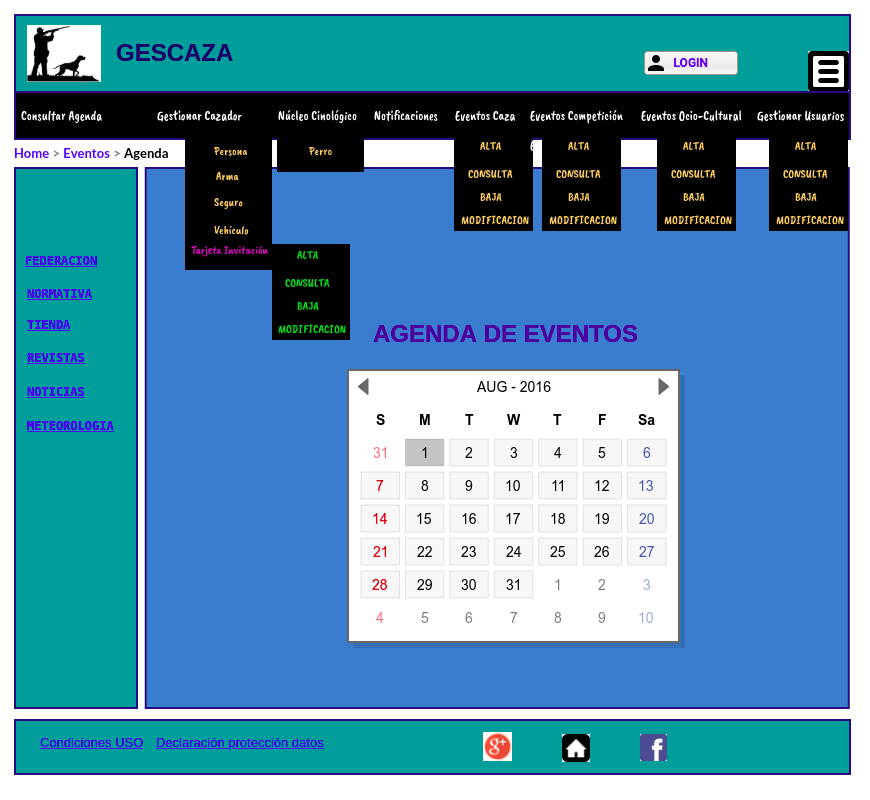 GESCAZA
LOGIN
Consultar Agenda Gestionar Cazador Núcleo Cinológico Notificaciones Eventos Caza Eventos Competición Eventos Ocio-Cultural Gestionar Usuarios
Home > Eventos > Agenda
Persona
Arma
Seguro
Vehículo
Tarjeta Invitación
Perro
ALTA
CONSULTA
BAJA
MODIFICACION
ALTA
CONSULTA
BAJA
MODIFICACION
ALTA
CONSULTA
BAJA
MODIFICACION
ALTA
CONSULTA
BAJA
MODIFICACION
ALTA
CONSULTA
BAJA
MODIFICACION
FEDERACION
NORMATIVA
TIENDA
REVISTAS
NOTICIAS
METEOROLOGIA
AGENDA DE EVENTOS
AUG - 2016
S M T W T F Sa
31 1 2 3 4 5 6
7 8 9 10 11 12 13
14 15 16 17 18 19 20
21 22 23 24 25 26 27
28 29 30 31 1 2 3
4 5 6 7 8 9 10
Condiciones USO Declaración protección datos
g+ f